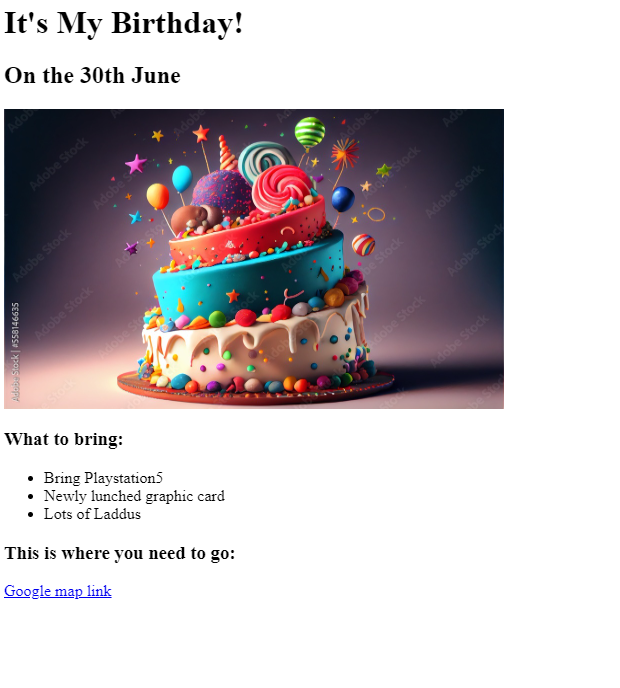 It's My Birthday!
On the 30th June
Adobe Stock | #558146635
What to bring:
Bring Playstation5
Newly lunched graphic card
Lots of Laddus
This is where you need to go:
Google map link